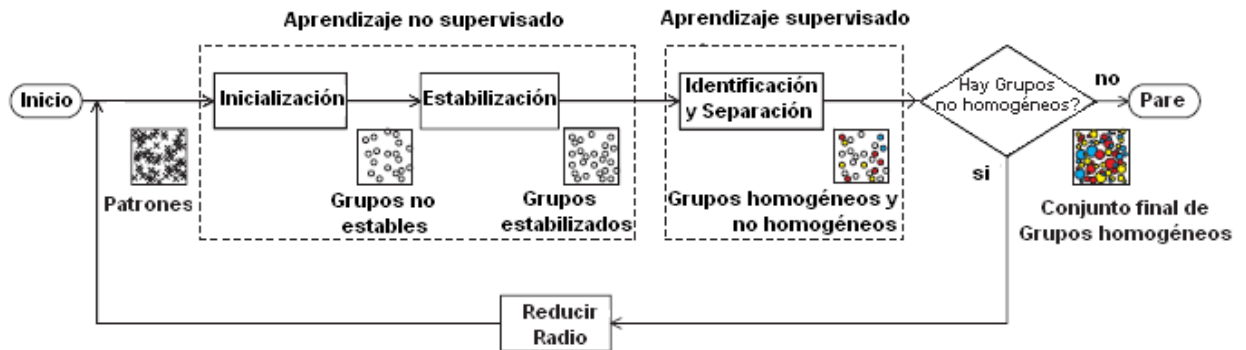 Aprendizaje no supervisado
Aprendizaje supervisado
Inicio
Inicialización
Estabilización
Identificación
y Separación
Hay Grupos
no homogéneos?
no
Pare
si
Patrones
Grupos no
estables
Grupos
estabilizados
Grupos homogéneos y
no homogéneos
Conjunto final de
Grupos homogéneos
Reducir
Radio